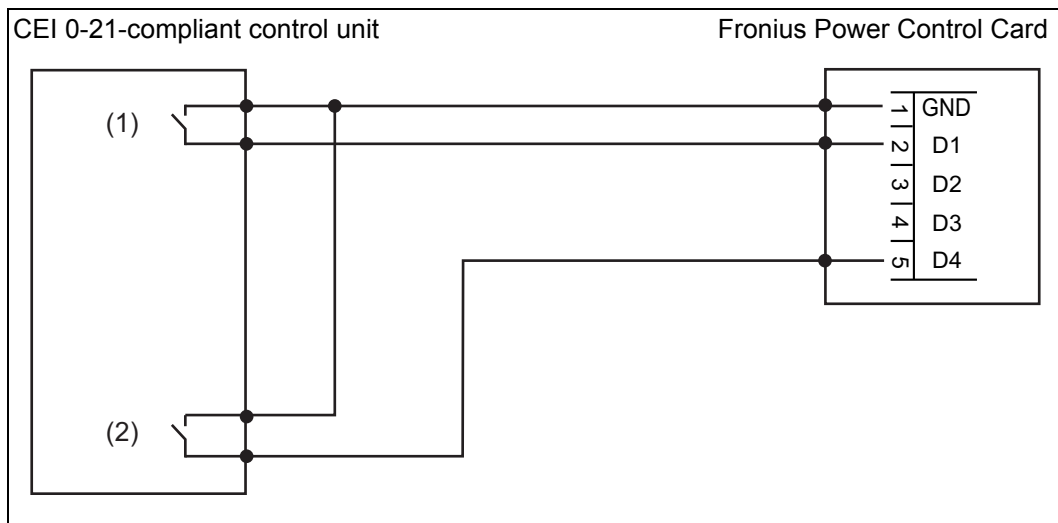 CEI 0-21-compliant control unit
Fronius Power Control Card
(1)
1 GND
2 D1
3 D2
4 D3
5 D4
(2)